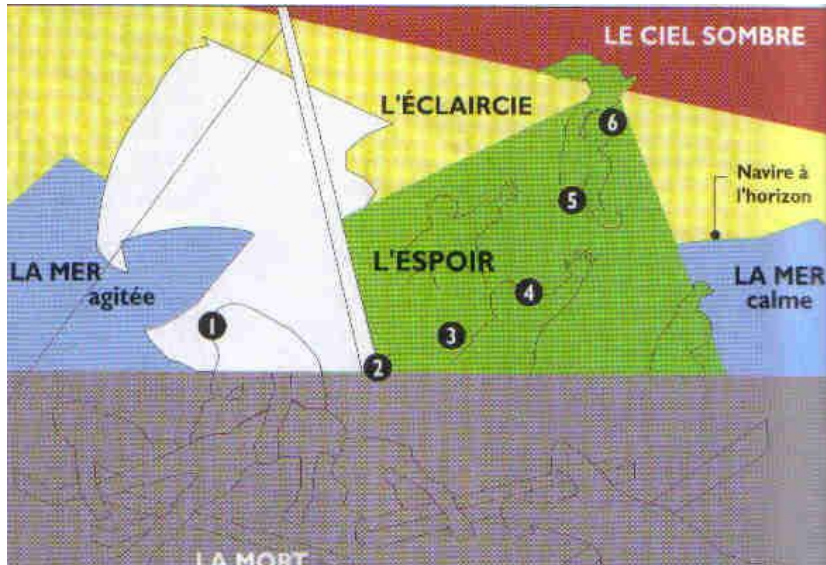 LE CIEL SOMBRE
L'ÉCLAIRCIE
6
Navire à
l'horizon
5
L'ESPOIR
LA MER
agitée
LA MER
calme
4
1
3
2
LA MORT